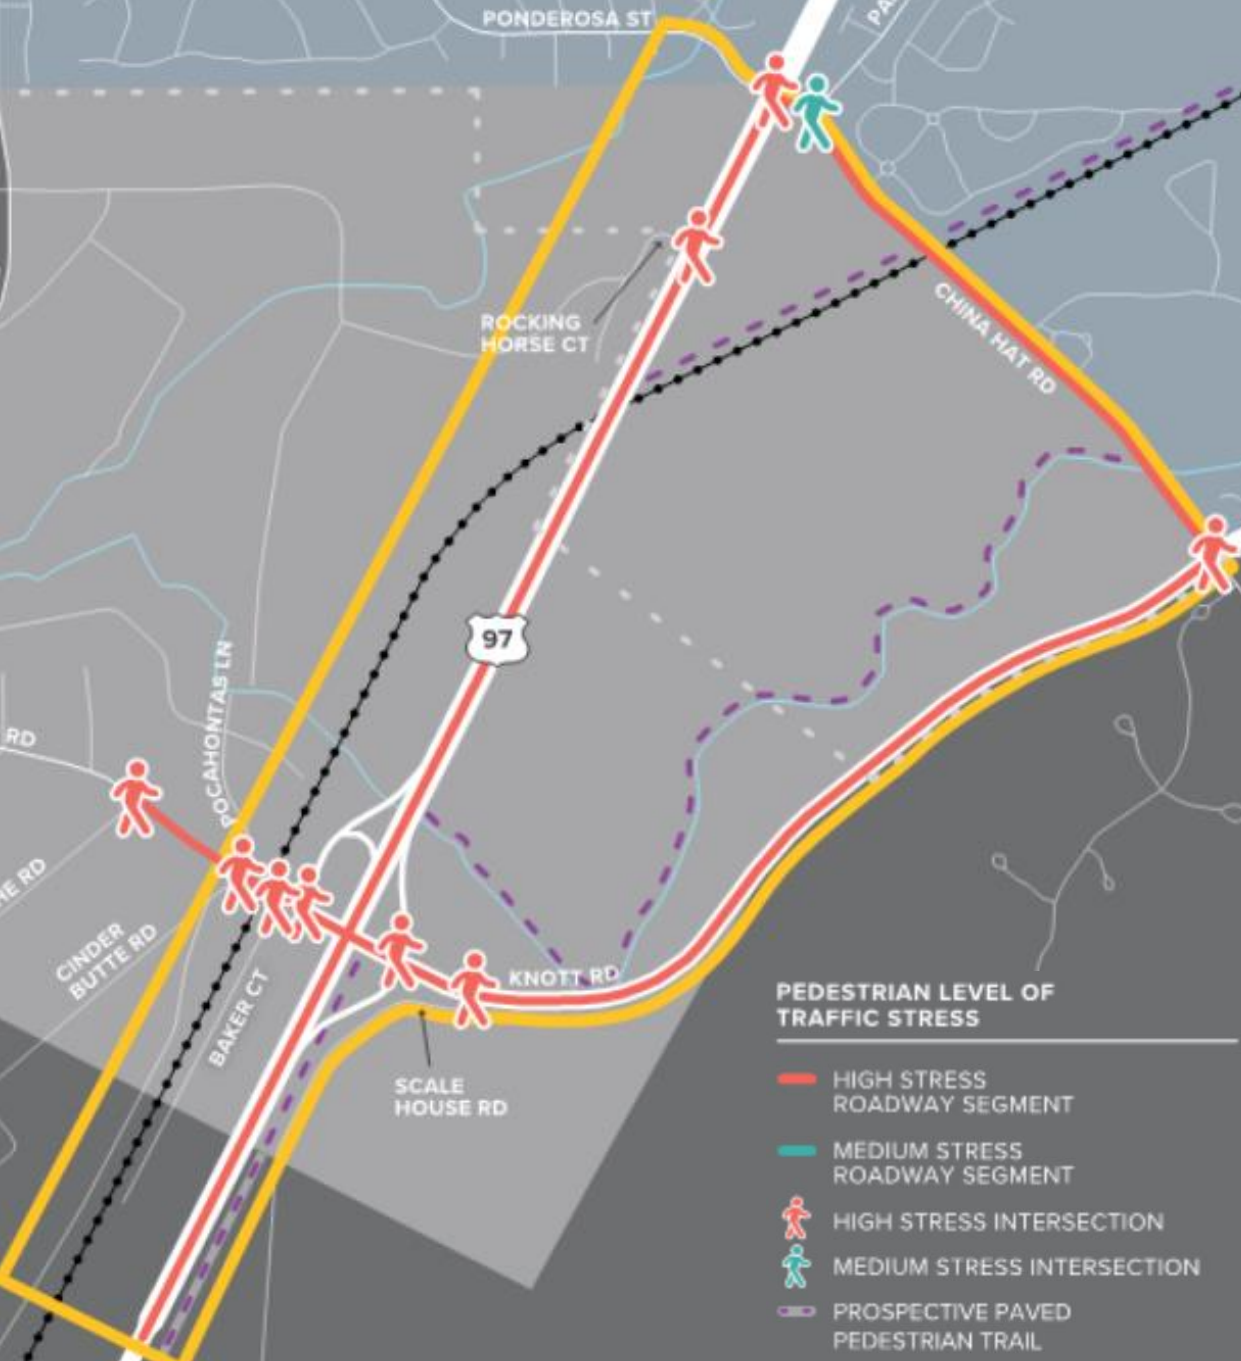 PONDEROSA ST
ROCKING
HORSE CT
CHINA HAT RD
97
POCAHONTAS LN
RD
RD
CINDER
BUTTE RD
BAKER CT
KNOTT RD
SCALE
HOUSE RD
PEDESTRIAN LEVEL OF
TRAFFIC STRESS
HIGH STRESS
ROADWAY SEGMENT
MEDIUM STRESS
ROADWAY SEGMENT
HIGH STRESS INTERSECTION
MEDIUM STRESS INTERSECTION
PROSPECTIVE PAVED
PEDESTRIAN TRAIL